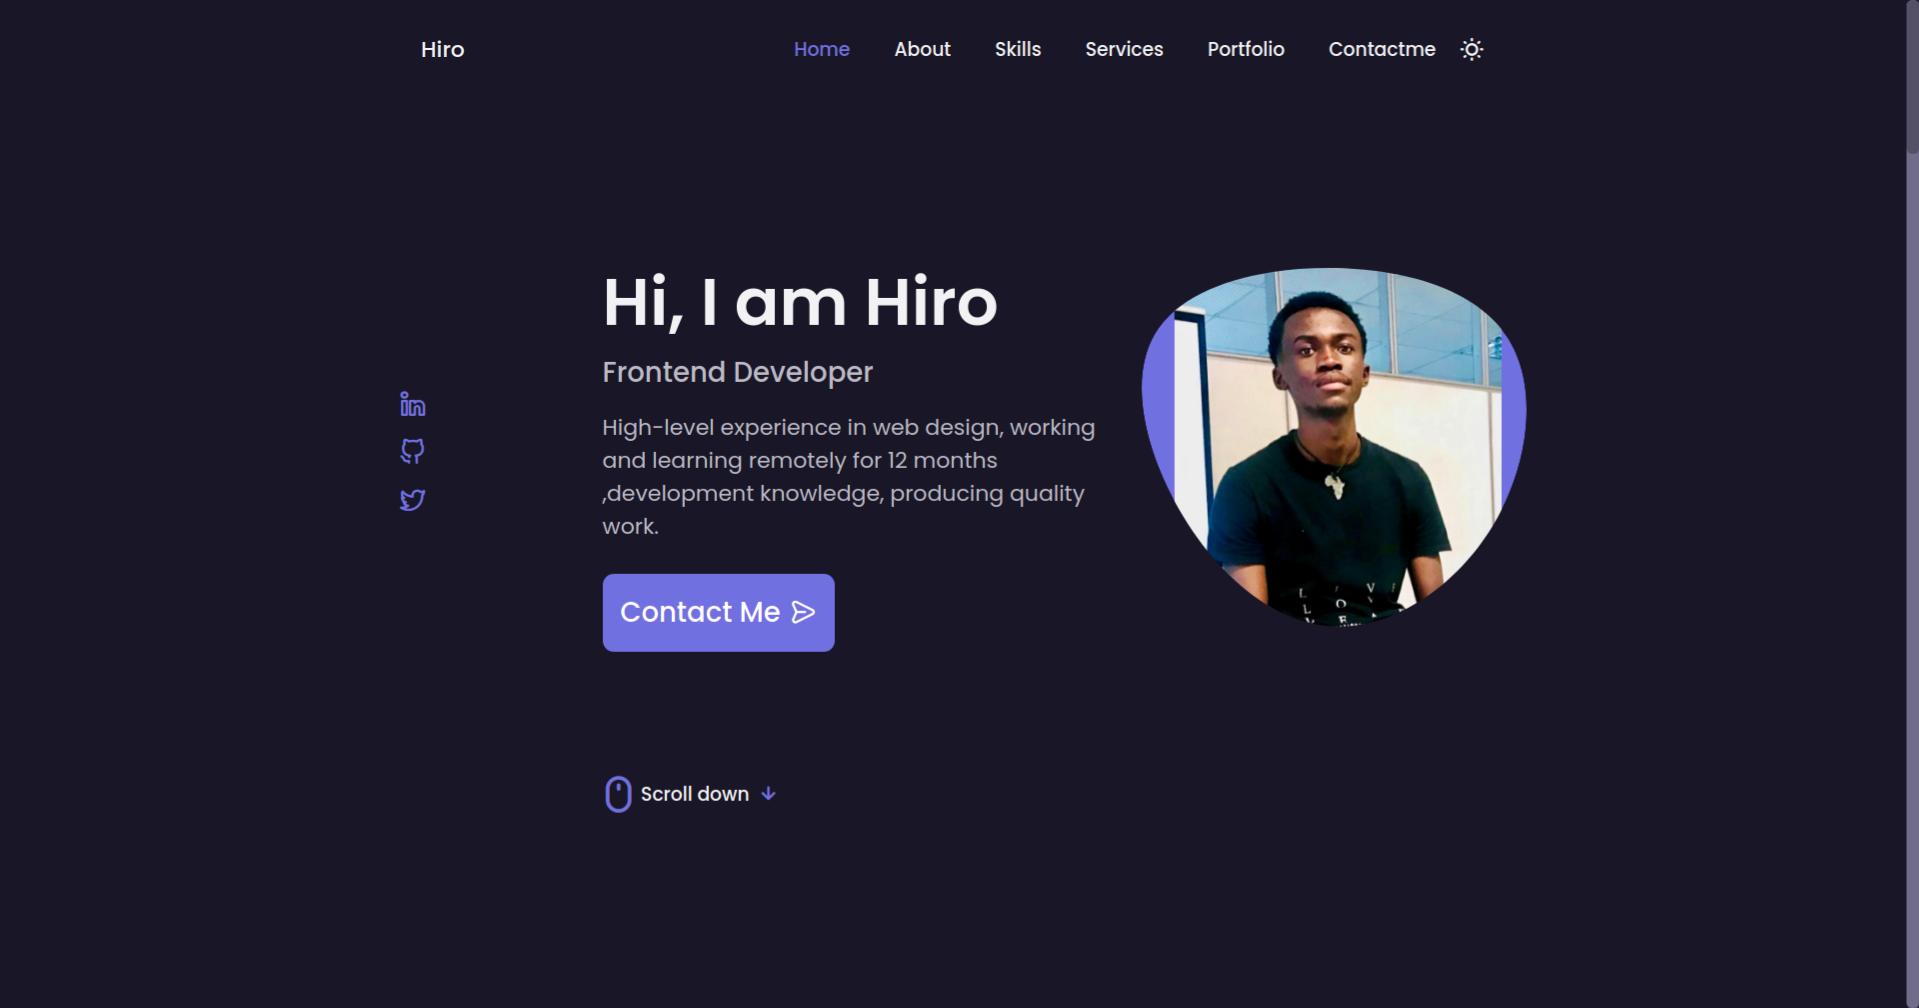 Hiro
Home About Skills Services Portfolio Contactme
Hi, I am Hiro
Frontend Developer
High-level experience in web design, working
and learning remotely for 12 months
,development knowledge, producing quality
work.
Contact Me
Scroll down
in